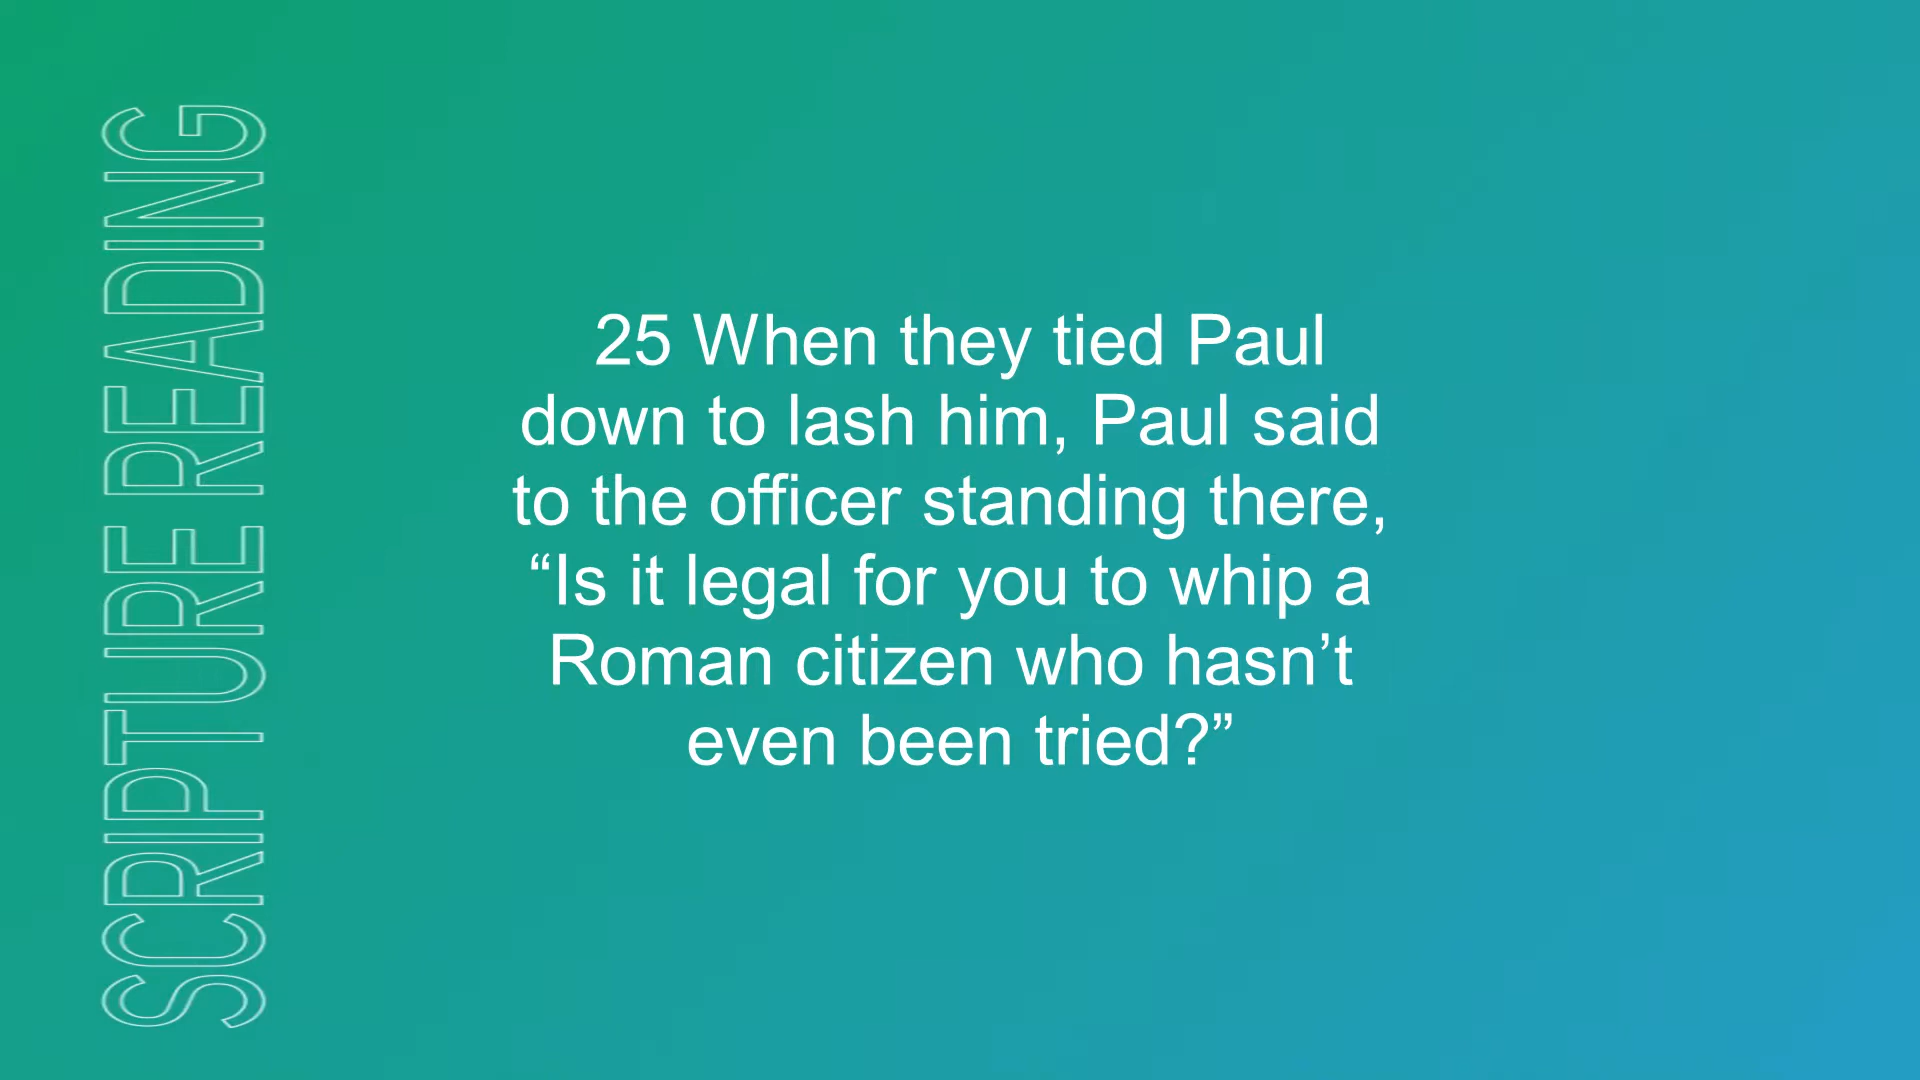 SCRIPTURE READING
25 When they tied Paul
down to lash him, Paul said
to the officer standing there,
“Is it legal for you to whip a
Roman citizen who hasn’t
even been tried?”